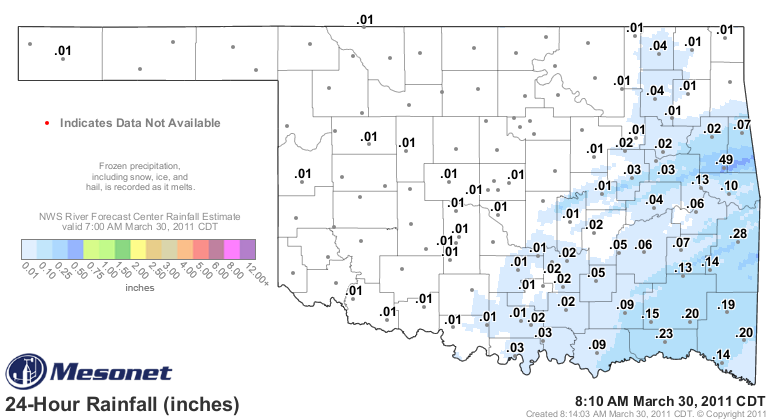 .01
.01 .01
.01 .04 .01
.01 .04 .01
.01
Indicates Data Not Available
.01 .01 .01 .02 .02 .02 .07
.01 .49
Frozen precipitation,
including snow, ice, and
hail, is recorded as it melts.
.01 .01 .01 .01 .01 .03 .03 .13 .10
.01 .01 .01 .04 .06
NWS River Forecast Center Rainfall Estimate
valid 7:00 AM March 30, 2011 CDT
.02 .28
.01 .01 .01 .01 .02 .05 .06 .07
0.01 0.10 0.25 0.50 0.75 1.00 1.50 2.00 2.50 3.00 4.00 5.00 6.00 8.00 10.00 12.00+
inches
.01 .02 .02 .05 .13 .14
.01
.01 .01 .02 .09 .19
.01 .01 .01 .02 .15 .20
.03 .03 .09 .23 .20
.14
Mesonet
24-Hour Rainfall (inches)
8:10 AM March 30, 2011 CDT
Created 8:14:03 AM March 30, 2011 CDT. © Copyright 2011